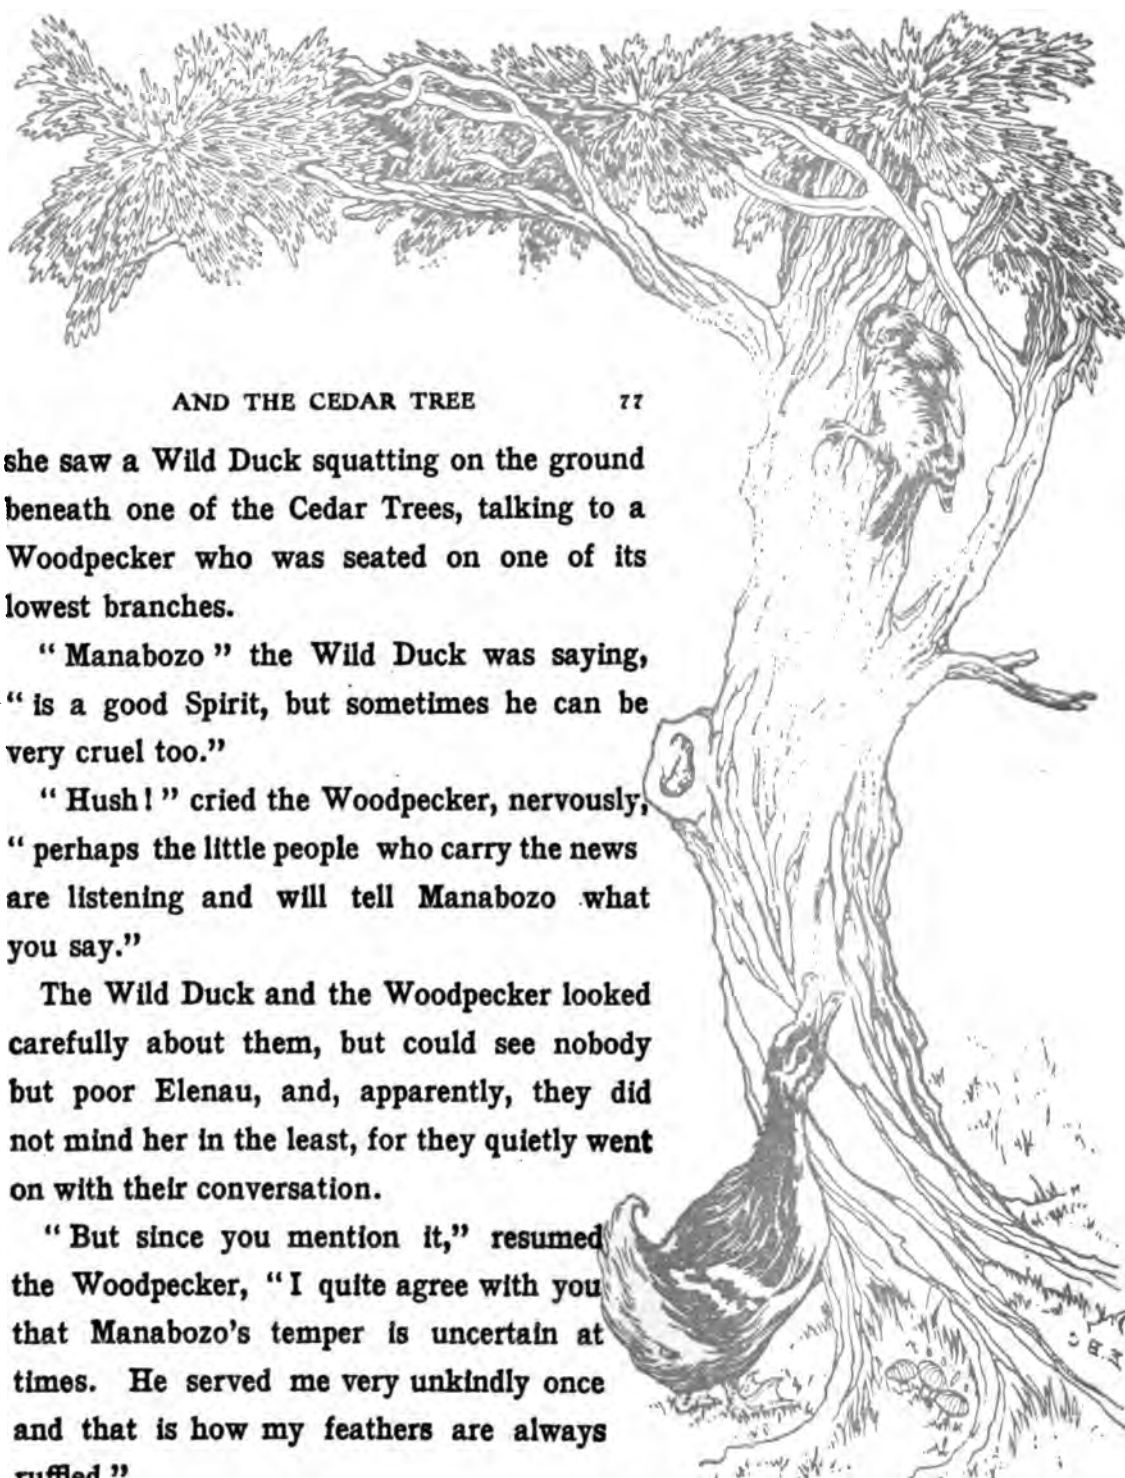 AND THE CEDAR TREE 77
she saw a Wild Duck squatting on the ground
beneath one of the Cedar Trees, talking to a
Woodpecker who was seated on one of its
lowest branches.
“ Manabozo ” the Wild Duck was saying,
“ is a good Spirit, but sometimes he can be
very cruel too.”
“ Hush ! ” cried the Woodpecker, nervously,
“ perhaps the little people who carry the news
are listening and will tell Manabozo what
you say.”
The Wild Duck and the Woodpecker looked
carefully about them, but could see nobody
but poor Elenau, and, apparently, they did
not mind her in the least, for they quietly went
on with their conversation.
“ But since you mention it,” resumed
the Woodpecker, “ I quite agree with you
that Manabozo’s temper is uncertain at
times. He served me very unkindly once
and that is how my feathers are always
ruffled.”